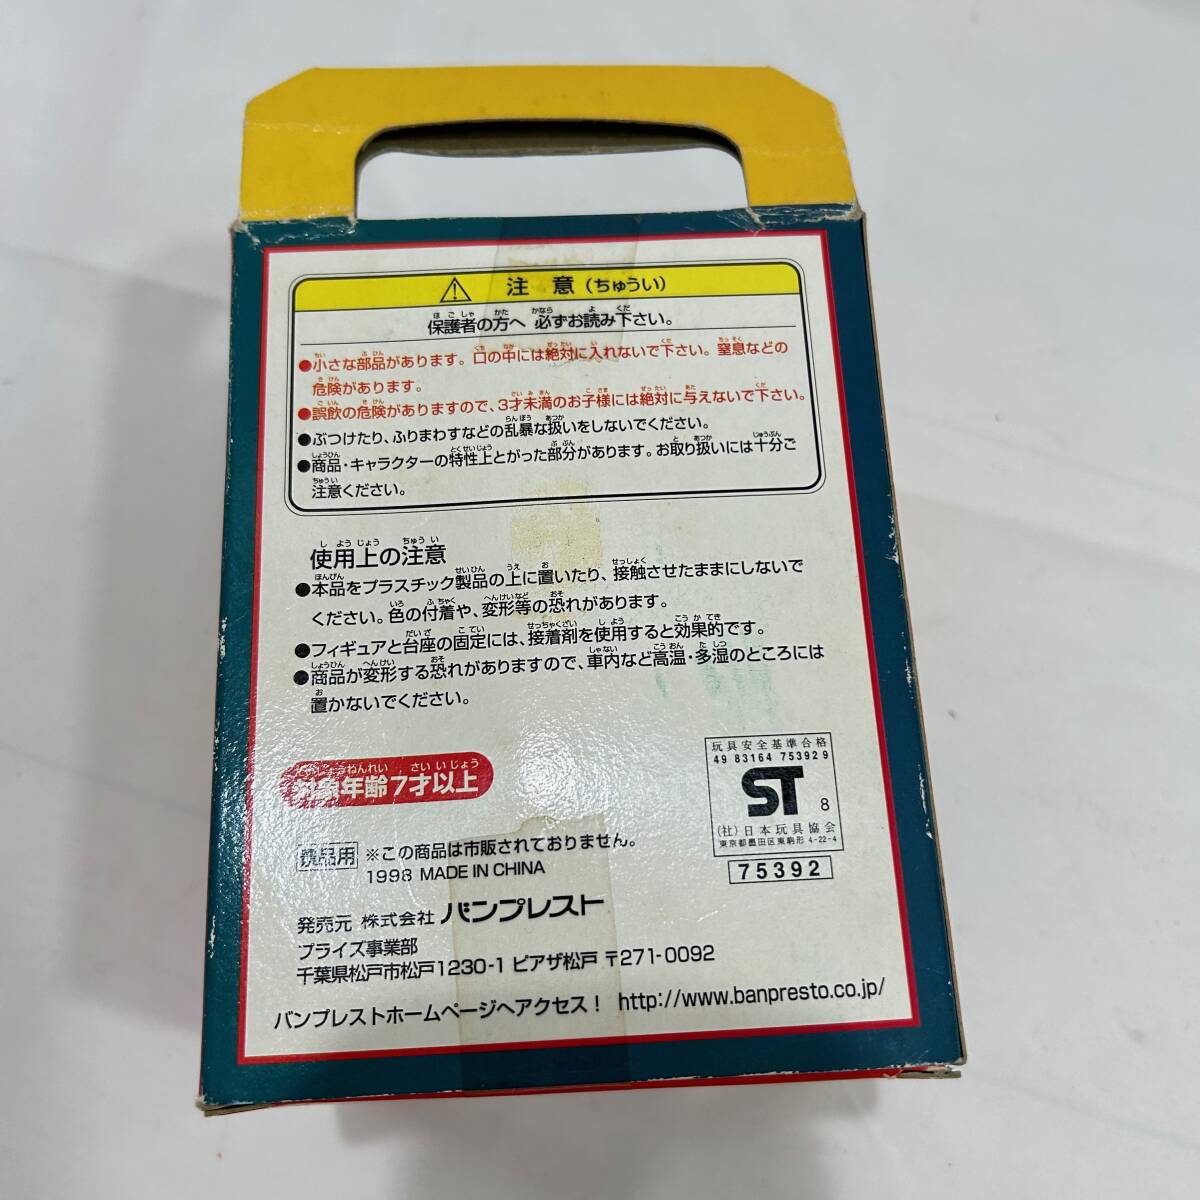 注 意（ちゅうい）
保護者の方へ 必ずお読み下さい。
●小さな部品があります。口の中には絶対に入れないで下さい。窒息などの
危険があります。
●誤飲の危険がありますので、3才未満のお子様には絶対に与えないで下さい。
●ぶつけたり、ふりまわすなどの乱暴な扱いをしないでください。
●商品・キャラクターの特性上とがった部分があります。お取り扱いには十分ご
注意ください。
使用上の注意
●本品をプラスチック製品の上に置いたり、接触させたままにしないで
ください。色の付着や、変形等の恐れがあります。
●フィギュアと台座の固定には、接着剤を使用すると効果的です。
●商品が変形する恐れがありますので、車内など高温・多湿のところには
置かないでください。
対象年齢7才以上
玩具安全基準合格
49 83164 753929
ST 8
(社)日本玩具協会
東京都墨田区東駒形 4-22-4
75392
景品用 ※この商品は市販されておりません。
1998 MADE IN CHINA
発売元 株式会社 バンプレスト
プライズ事業部
千葉県松戸市松戸1230-1 ピアザ松戸 〒271-0092
バンプレストホームページへアクセス！ http://www.banpresto.co.jp/